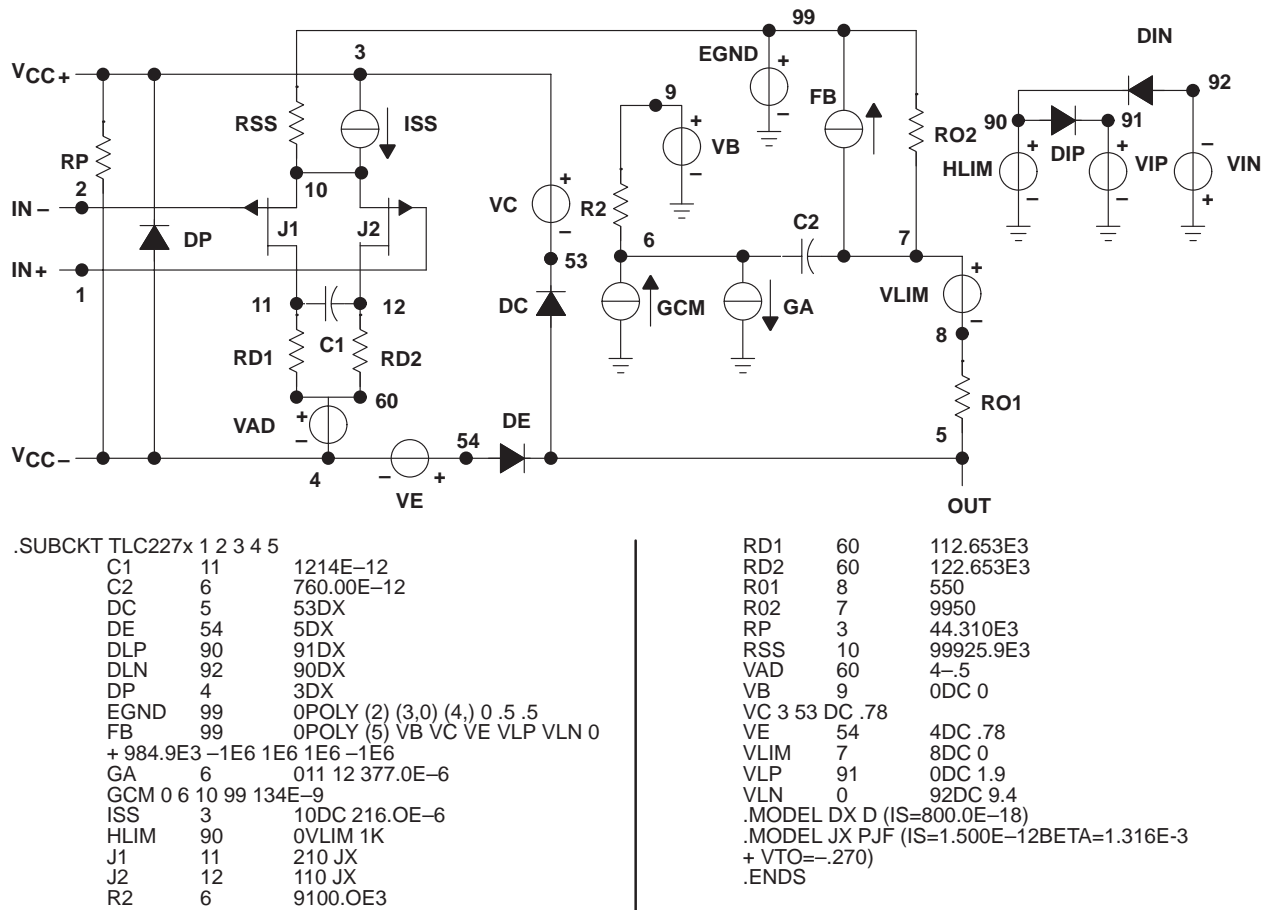 99
DIN
3
EGND
+
VCC+
9
FB
92
RSS
ISS
+
90
91
RO2
–
RP
VB
–
+
+
–
HLIM
DIP
VIP
VIN
2
10
+
–
–
–
+
IN –
VC
R2
C2
J1
J2
–
DP
6
7
IN+
53
+
1
GCM
GA
VLIM
11
12
DC
–
C1
8
RD1
RD2
RO1
60
+
VAD
DE
–
54
5
VCC–
4
–
+
VE
OUT
.SUBCKT TLC227x 1 2 3 4 5
C1 11 1214E–12
C2 6 760.00E–12
DC 5 53DX
DE 54 5DX
DLP 90 91DX
DLN 92 90DX
DP 4 3DX
EGND 99 0POLY (2) (3,0) (4,) 0 .5 .5
FB 99 0POLY (5) VB VC VE VLP VLN 0
+ 984.9E3 –1E6 1E6 1E6 –1E6
GA 6 011 12 377.0E–6
GCM 0 6 10 99 134E–9
ISS 3 10DC 216.OE–6
HLIM 90 0VLIM 1K
J1 11 210 JX
J2 12 110 JX
R2 6 9100.OE3
RD1 60 112.653E3
RD2 60 122.653E3
R01 8 550
R02 7 9950
RP 3 44.310E3
RSS 10 99925.9E3
VAD 60 4–.5
VB 9 0DC 0
VC 3 53 DC .78
VE 54 4DC .78
VLIM 7 8DC 0
VLP 91 0DC 1.9
VLN 0 92DC 9.4
.MODEL DX D (IS=800.0E–18)
.MODEL JX PJF (IS=1.500E–12BETA=1.316E-3
+ VTO=–.270)
.ENDS